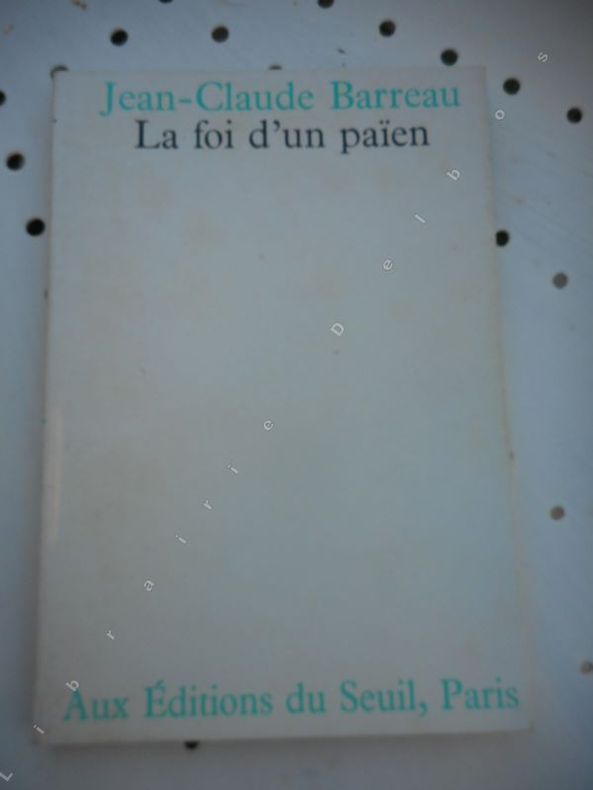 Jean-Claude Barreau
La foi d'un païen
Aux Éditions du Seuil, Paris
Librairie Delbos